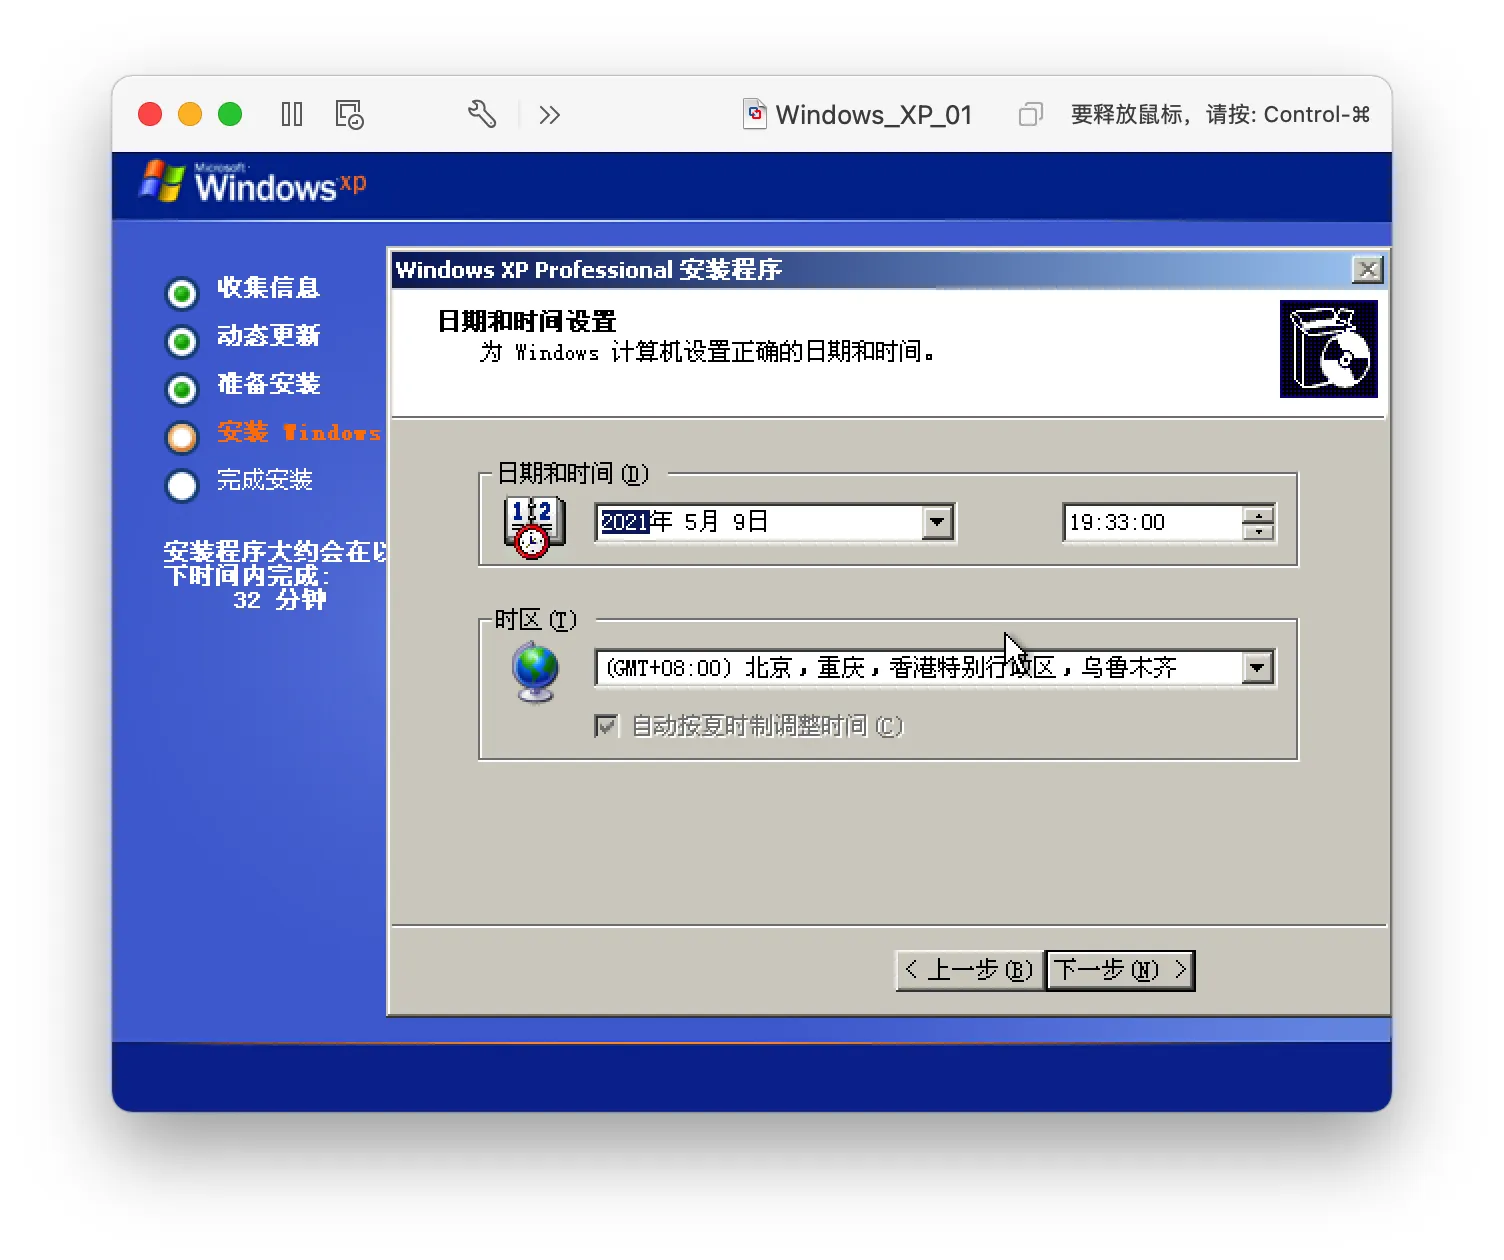 Windows_XP_01
要释放鼠标，请按: Control-⌘
Microsoft
Windows xp
收集信息
动态更新
准备安装
安装 Windows
完成安装
安装程序大约会在以
下时间内完成:
32 分钟
Windows XP Professional 安装程序
日期和时间设置
为 Windows 计算机设置正确的日期和时间。
日期和时间(D)
12
2021年 5月 9日
19:33:00
时区(T)
(GMT+08:00) 北京，重庆，香港特别行政区，乌鲁木齐
自动按夏时制调整时间(C)
< 上一步(B)
下一步(N) >